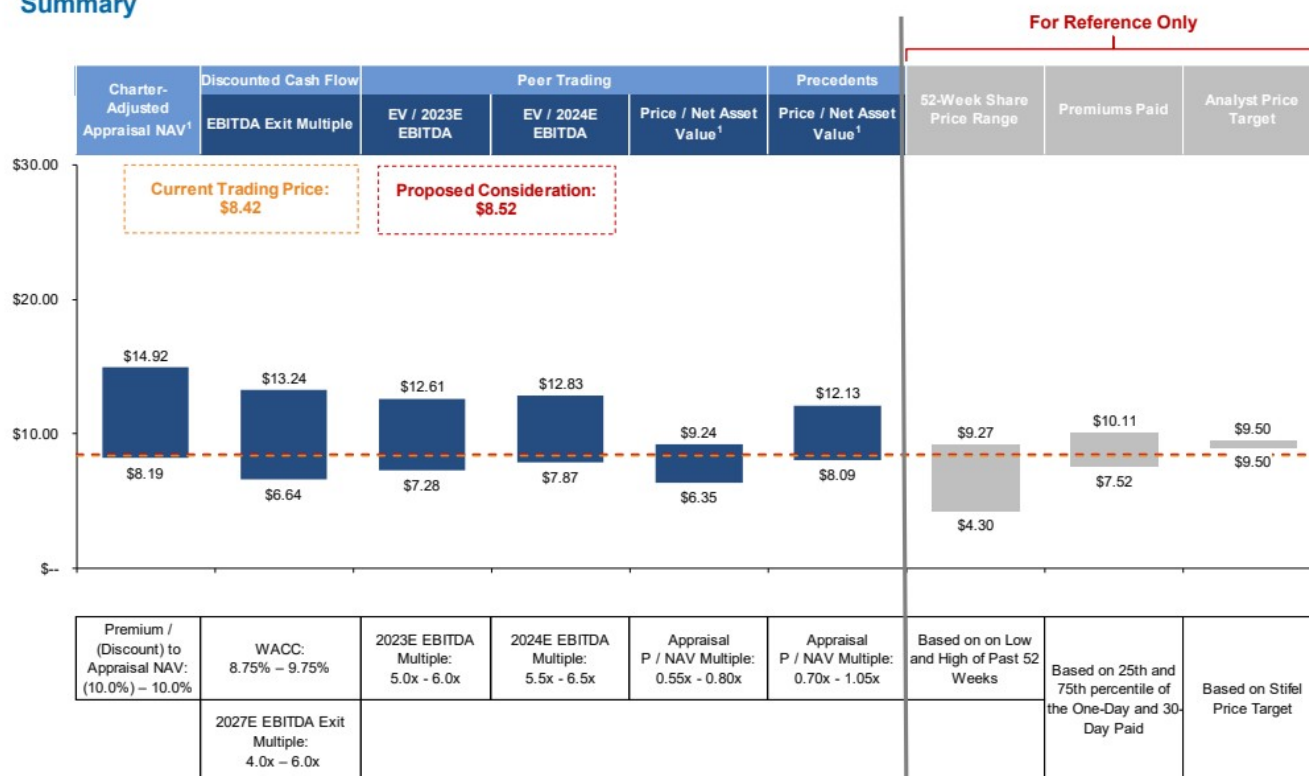 Summary
For Reference Only
Charter-
Adjusted
Appraisal NAV¹
Discounted Cash Flow
EBITDA Exit Multiple
Peer Trading
EV / 2023E
EBITDA
EV / 2024E
EBITDA
Price / Net Asset
Value¹
Precedents
Price / Net Asset
Value¹
52-Week Share
Price Range
Premiums Paid
Analyst Price
Target
$30.00
$20.00
$10.00
$--
Current Trading Price:
$8.42
Proposed Consideration:
$8.52
$14.92
$8.19
$13.24
$6.64
$12.61
$7.28
$12.83
$7.87
$9.24
$6.35
$12.13
$8.09
$9.27
$4.30
$10.11
$7.52
$9.50
$9.50
Premium /
(Discount) to
Appraisal NAV:
(10.0%) – 10.0%
WACC:
8.75% – 9.75%
2027E EBITDA Exit
Multiple:
4.0x – 6.0x
2023E EBITDA
Multiple:
5.0x - 6.0x
2024E EBITDA
Multiple:
5.5x - 6.5x
Appraisal
P / NAV Multiple:
0.55x - 0.80x
Appraisal
P / NAV Multiple:
0.70x - 1.05x
Based on on Low
and High of Past 52
Weeks
Based on 25th and
75th percentile of
the One-Day and 30-
Day Paid
Based on Stifel
Price Target